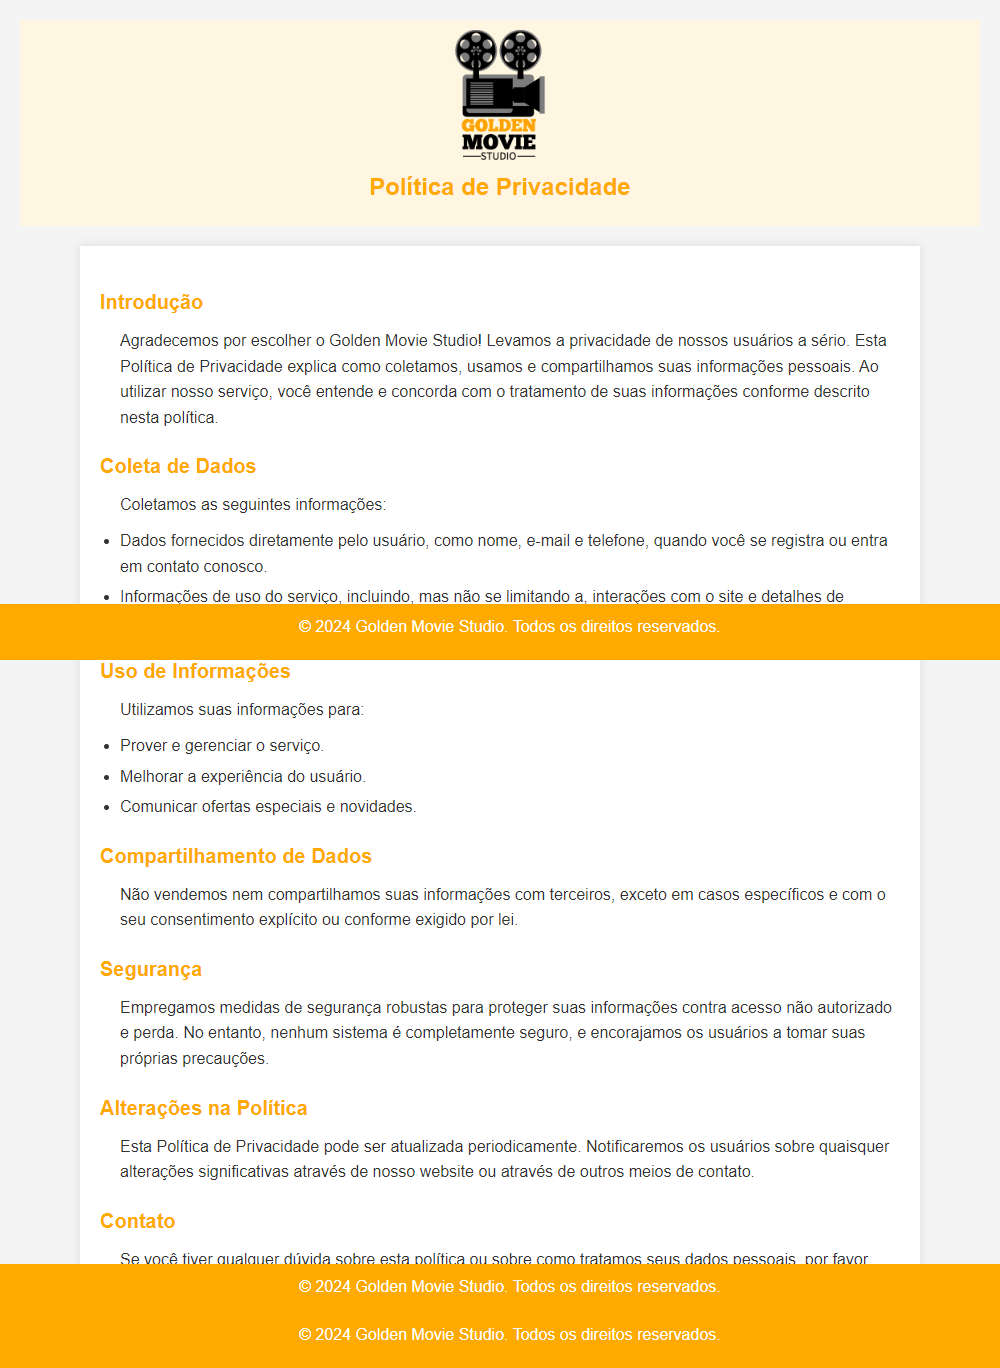 GOLDEN
MOVIE
STUDIO
Política de Privacidade
Introdução
Agradecemos por escolher o Golden Movie Studio! Levamos a privacidade de nossos usuários a sério. Esta
Política de Privacidade explica como coletamos, usamos e compartilhamos suas informações pessoais. Ao
utilizar nosso serviço, você entende e concorda com o tratamento de suas informações conforme descrito
nesta política.
Coleta de Dados
Coletamos as seguintes informações:
• Dados fornecidos diretamente pelo usuário, como nome, e-mail e telefone, quando você se registra ou entra
em contato conosco.
• Informações de uso do serviço, incluindo, mas não se limitando a, interações com o site e detalhes de
© 2024 Golden Movie Studio. Todos os direitos reservados.
Uso de Informações
Utilizamos suas informações para:
• Prover e gerenciar o serviço.
• Melhorar a experiência do usuário.
• Comunicar ofertas especiais e novidades.
Compartilhamento de Dados
Não vendemos nem compartilhamos suas informações com terceiros, exceto em casos específicos e com o
seu consentimento explícito ou conforme exigido por lei.
Segurança
Empregamos medidas de segurança robustas para proteger suas informações contra acesso não autorizado
e perda. No entanto, nenhum sistema é completamente seguro, e encorajamos os usuários a tomar suas
próprias precauções.
Alterações na Política
Esta Política de Privacidade pode ser atualizada periodicamente. Notificaremos os usuários sobre quaisquer
alterações significativas através de nosso website ou através de outros meios de contato.
Contato
Se você tiver qualquer dúvida sobre esta política ou sobre como tratamos seus dados pessoais, por favor
© 2024 Golden Movie Studio. Todos os direitos reservados.
© 2024 Golden Movie Studio. Todos os direitos reservados.